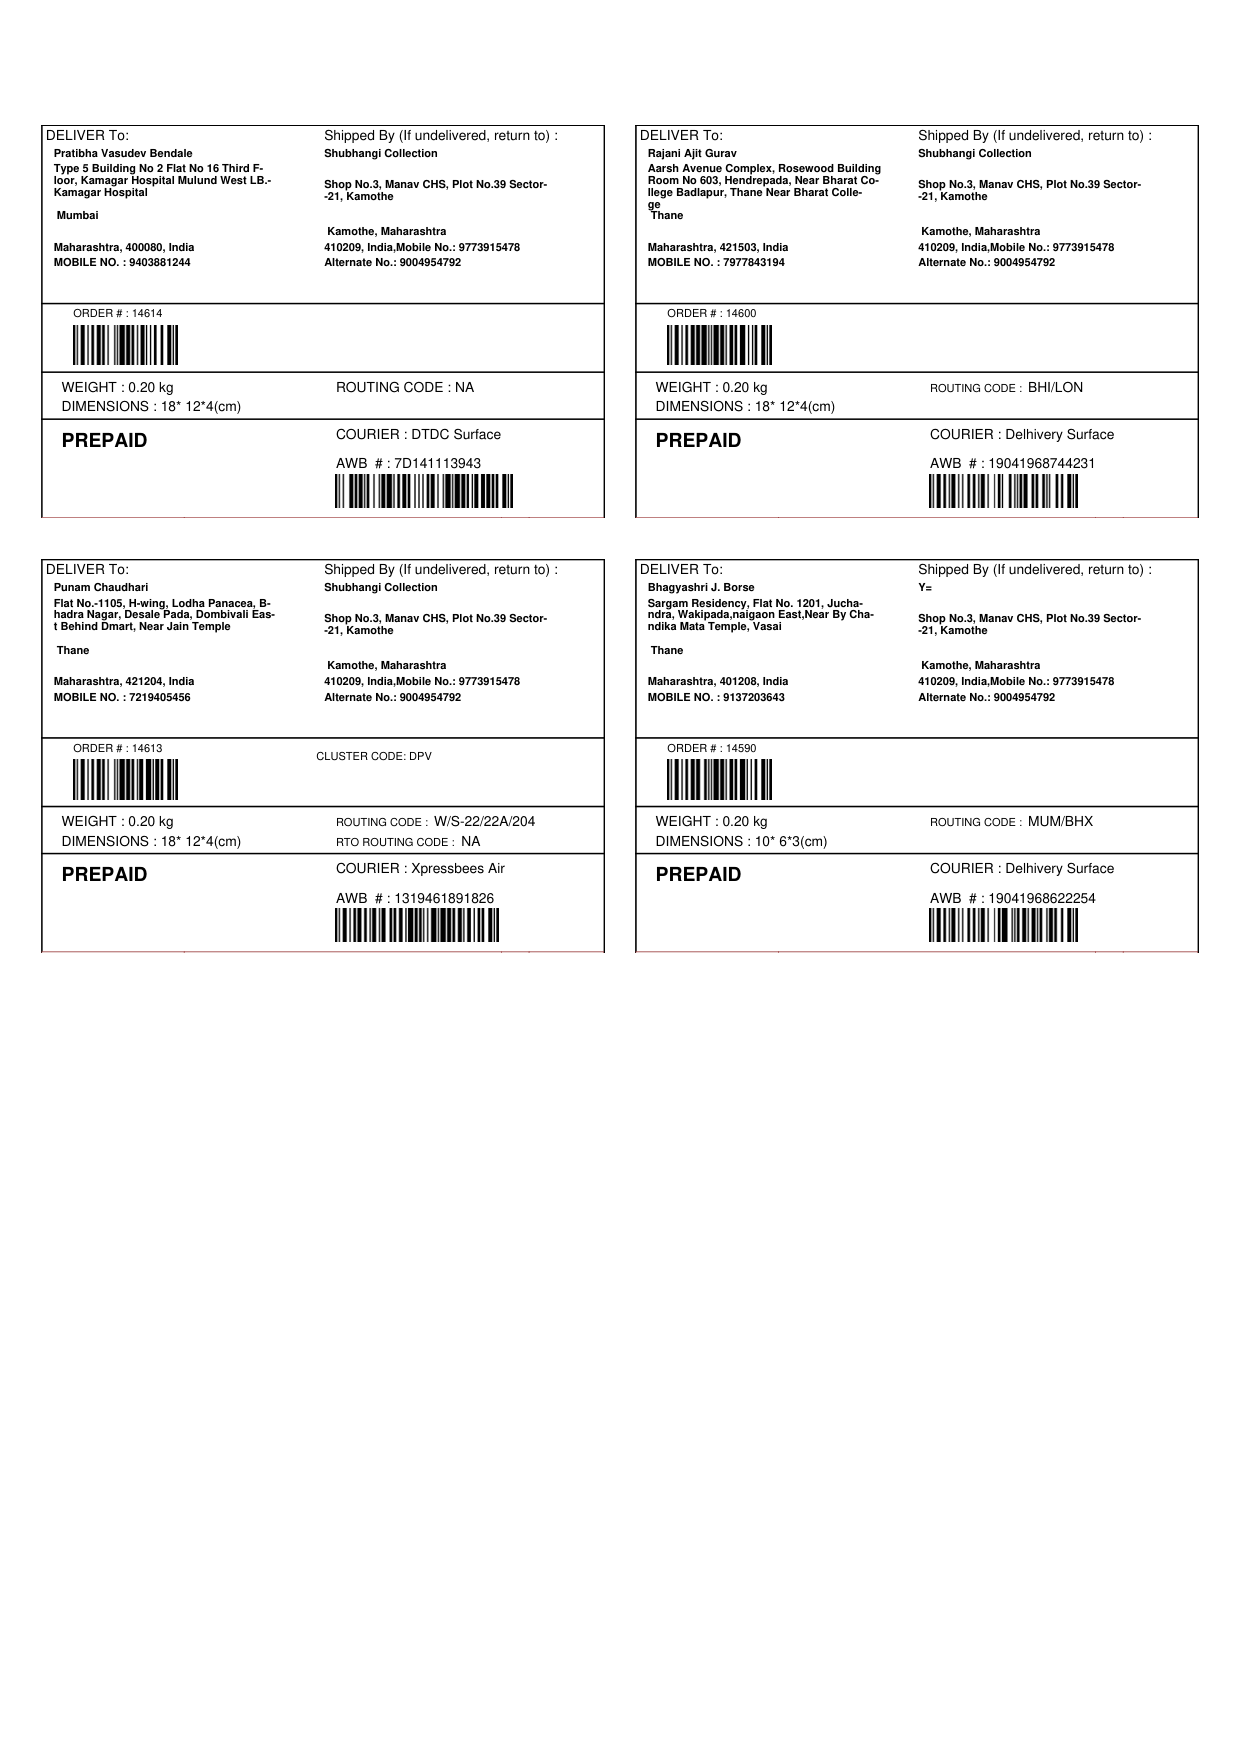 DELIVER To:
Pratibha Vasudev Bendale
Type 5 Building No 2 Flat No 16 Third F-
loor, Kamagar Hospital Mulund West LB.-
Kamagar Hospital
Mumbai
Maharashtra, 400080, India
MOBILE NO. : 9403881244
Shipped By (If undelivered, return to) :
Shubhangi Collection
Shop No.3, Manav CHS, Plot No.39 Sector-
-21, Kamothe
Kamothe, Maharashtra
410209, India,Mobile No.: 9773915478
Alternate No.: 9004954792
ORDER # : 14614
WEIGHT : 0.20 kg
DIMENSIONS : 18* 12*4(cm)
ROUTING CODE : NA
PREPAID
COURIER : DTDC Surface
AWB # : 7D141113943
DELIVER To:
Rajani Ajit Gurav
Aarsh Avenue Complex, Rosewood Building
Room No 603, Hendrepada, Near Bharat Co-
llege Badlapur, Thane Near Bharat Colle-
ge
Thane
Maharashtra, 421503, India
MOBILE NO. : 7977843194
Shipped By (If undelivered, return to) :
Shubhangi Collection
Shop No.3, Manav CHS, Plot No.39 Sector-
-21, Kamothe
Kamothe, Maharashtra
410209, India,Mobile No.: 9773915478
Alternate No.: 9004954792
ORDER # : 14600
WEIGHT : 0.20 kg
DIMENSIONS : 18* 12*4(cm)
ROUTING CODE : BHI/LON
PREPAID
COURIER : Delhivery Surface
AWB # : 19041968744231
DELIVER To:
Punam Chaudhari
Flat No.-1105, H-wing, Lodha Panacea, B-
hadra Nagar, Desale Pada, Dombivali Eas-
t Behind Dmart, Near Jain Temple
Thane
Maharashtra, 421204, India
MOBILE NO. : 7219405456
Shipped By (If undelivered, return to) :
Shubhangi Collection
Shop No.3, Manav CHS, Plot No.39 Sector-
-21, Kamothe
Kamothe, Maharashtra
410209, India,Mobile No.: 9773915478
Alternate No.: 9004954792
ORDER # : 14613
CLUSTER CODE: DPV
WEIGHT : 0.20 kg
DIMENSIONS : 18* 12*4(cm)
ROUTING CODE : W/S-22/22A/204
RTO ROUTING CODE : NA
PREPAID
COURIER : Xpressbees Air
AWB # : 1319461891826
DELIVER To:
Bhagyashri J. Borse
Sargam Residency, Flat No. 1201, Jucha-
ndra, Wakipada,naigaon East,Near By Cha-
ndika Mata Temple, Vasai
Thane
Maharashtra, 401208, India
MOBILE NO. : 9137203643
Shipped By (If undelivered, return to) :
Y=
Shop No.3, Manav CHS, Plot No.39 Sector-
-21, Kamothe
Kamothe, Maharashtra
410209, India,Mobile No.: 9773915478
Alternate No.: 9004954792
ORDER # : 14590
WEIGHT : 0.20 kg
DIMENSIONS : 10* 6*3(cm)
ROUTING CODE : MUM/BHX
PREPAID
COURIER : Delhivery Surface
AWB # : 19041968622254